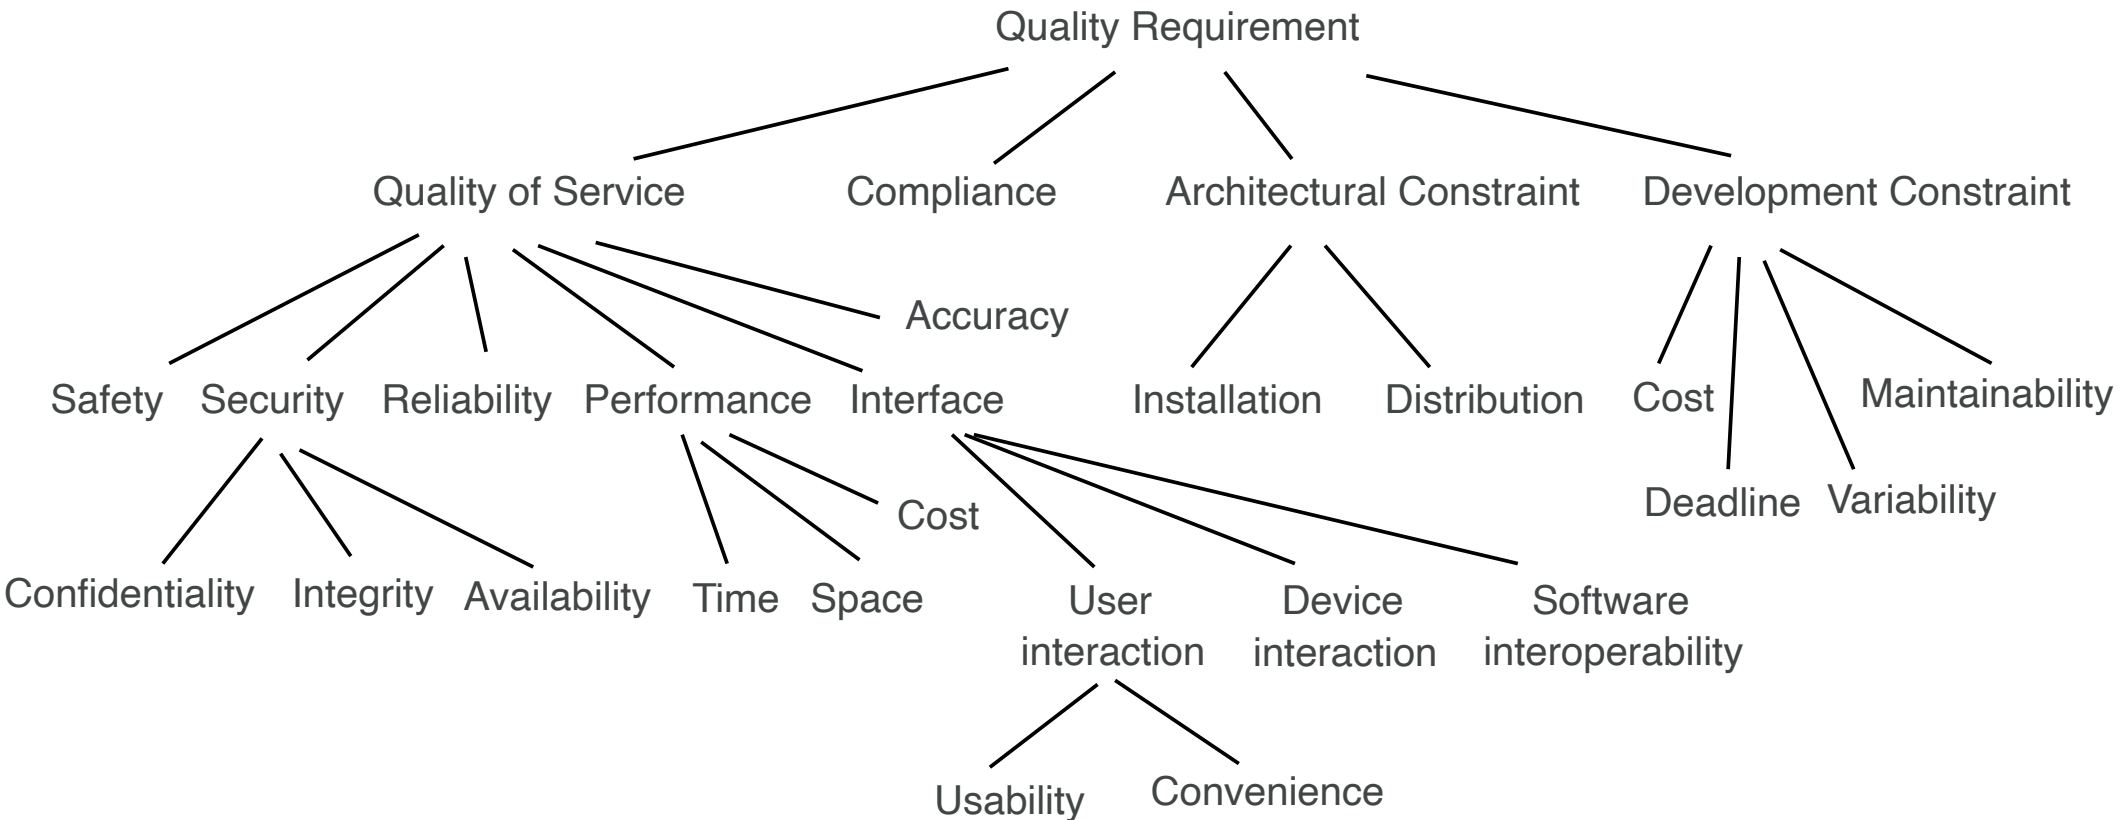 Quality Requirement
Quality of Service
Compliance
Architectural Constraint
Development Constraint
Accuracy
Safety
Security
Reliability
Performance
Interface
Installation
Distribution
Cost
Maintainability
Deadline
Variability
Cost
Confidentiality
Integrity
Availability
Time
Space
User
interaction
Device
interaction
Software
interoperability
Usability
Convenience